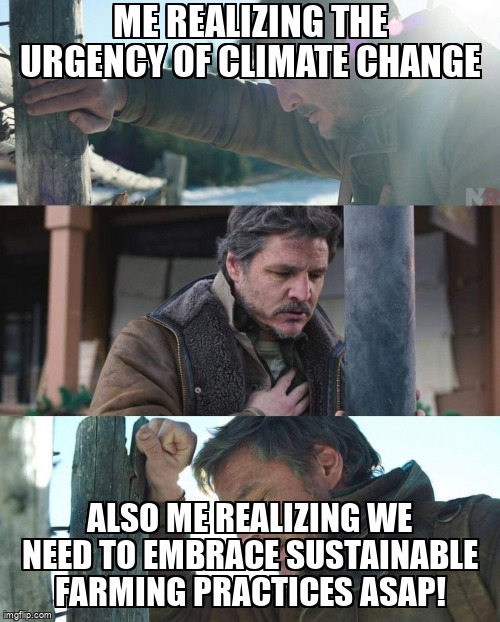 ME REALIZING THE
URGENCY OF CLIMATE CHANGE
ALSO ME REALIZING WE
NEED TO EMBRACE SUSTAINABLE
FARMING PRACTICES ASAP!
imgflip.com